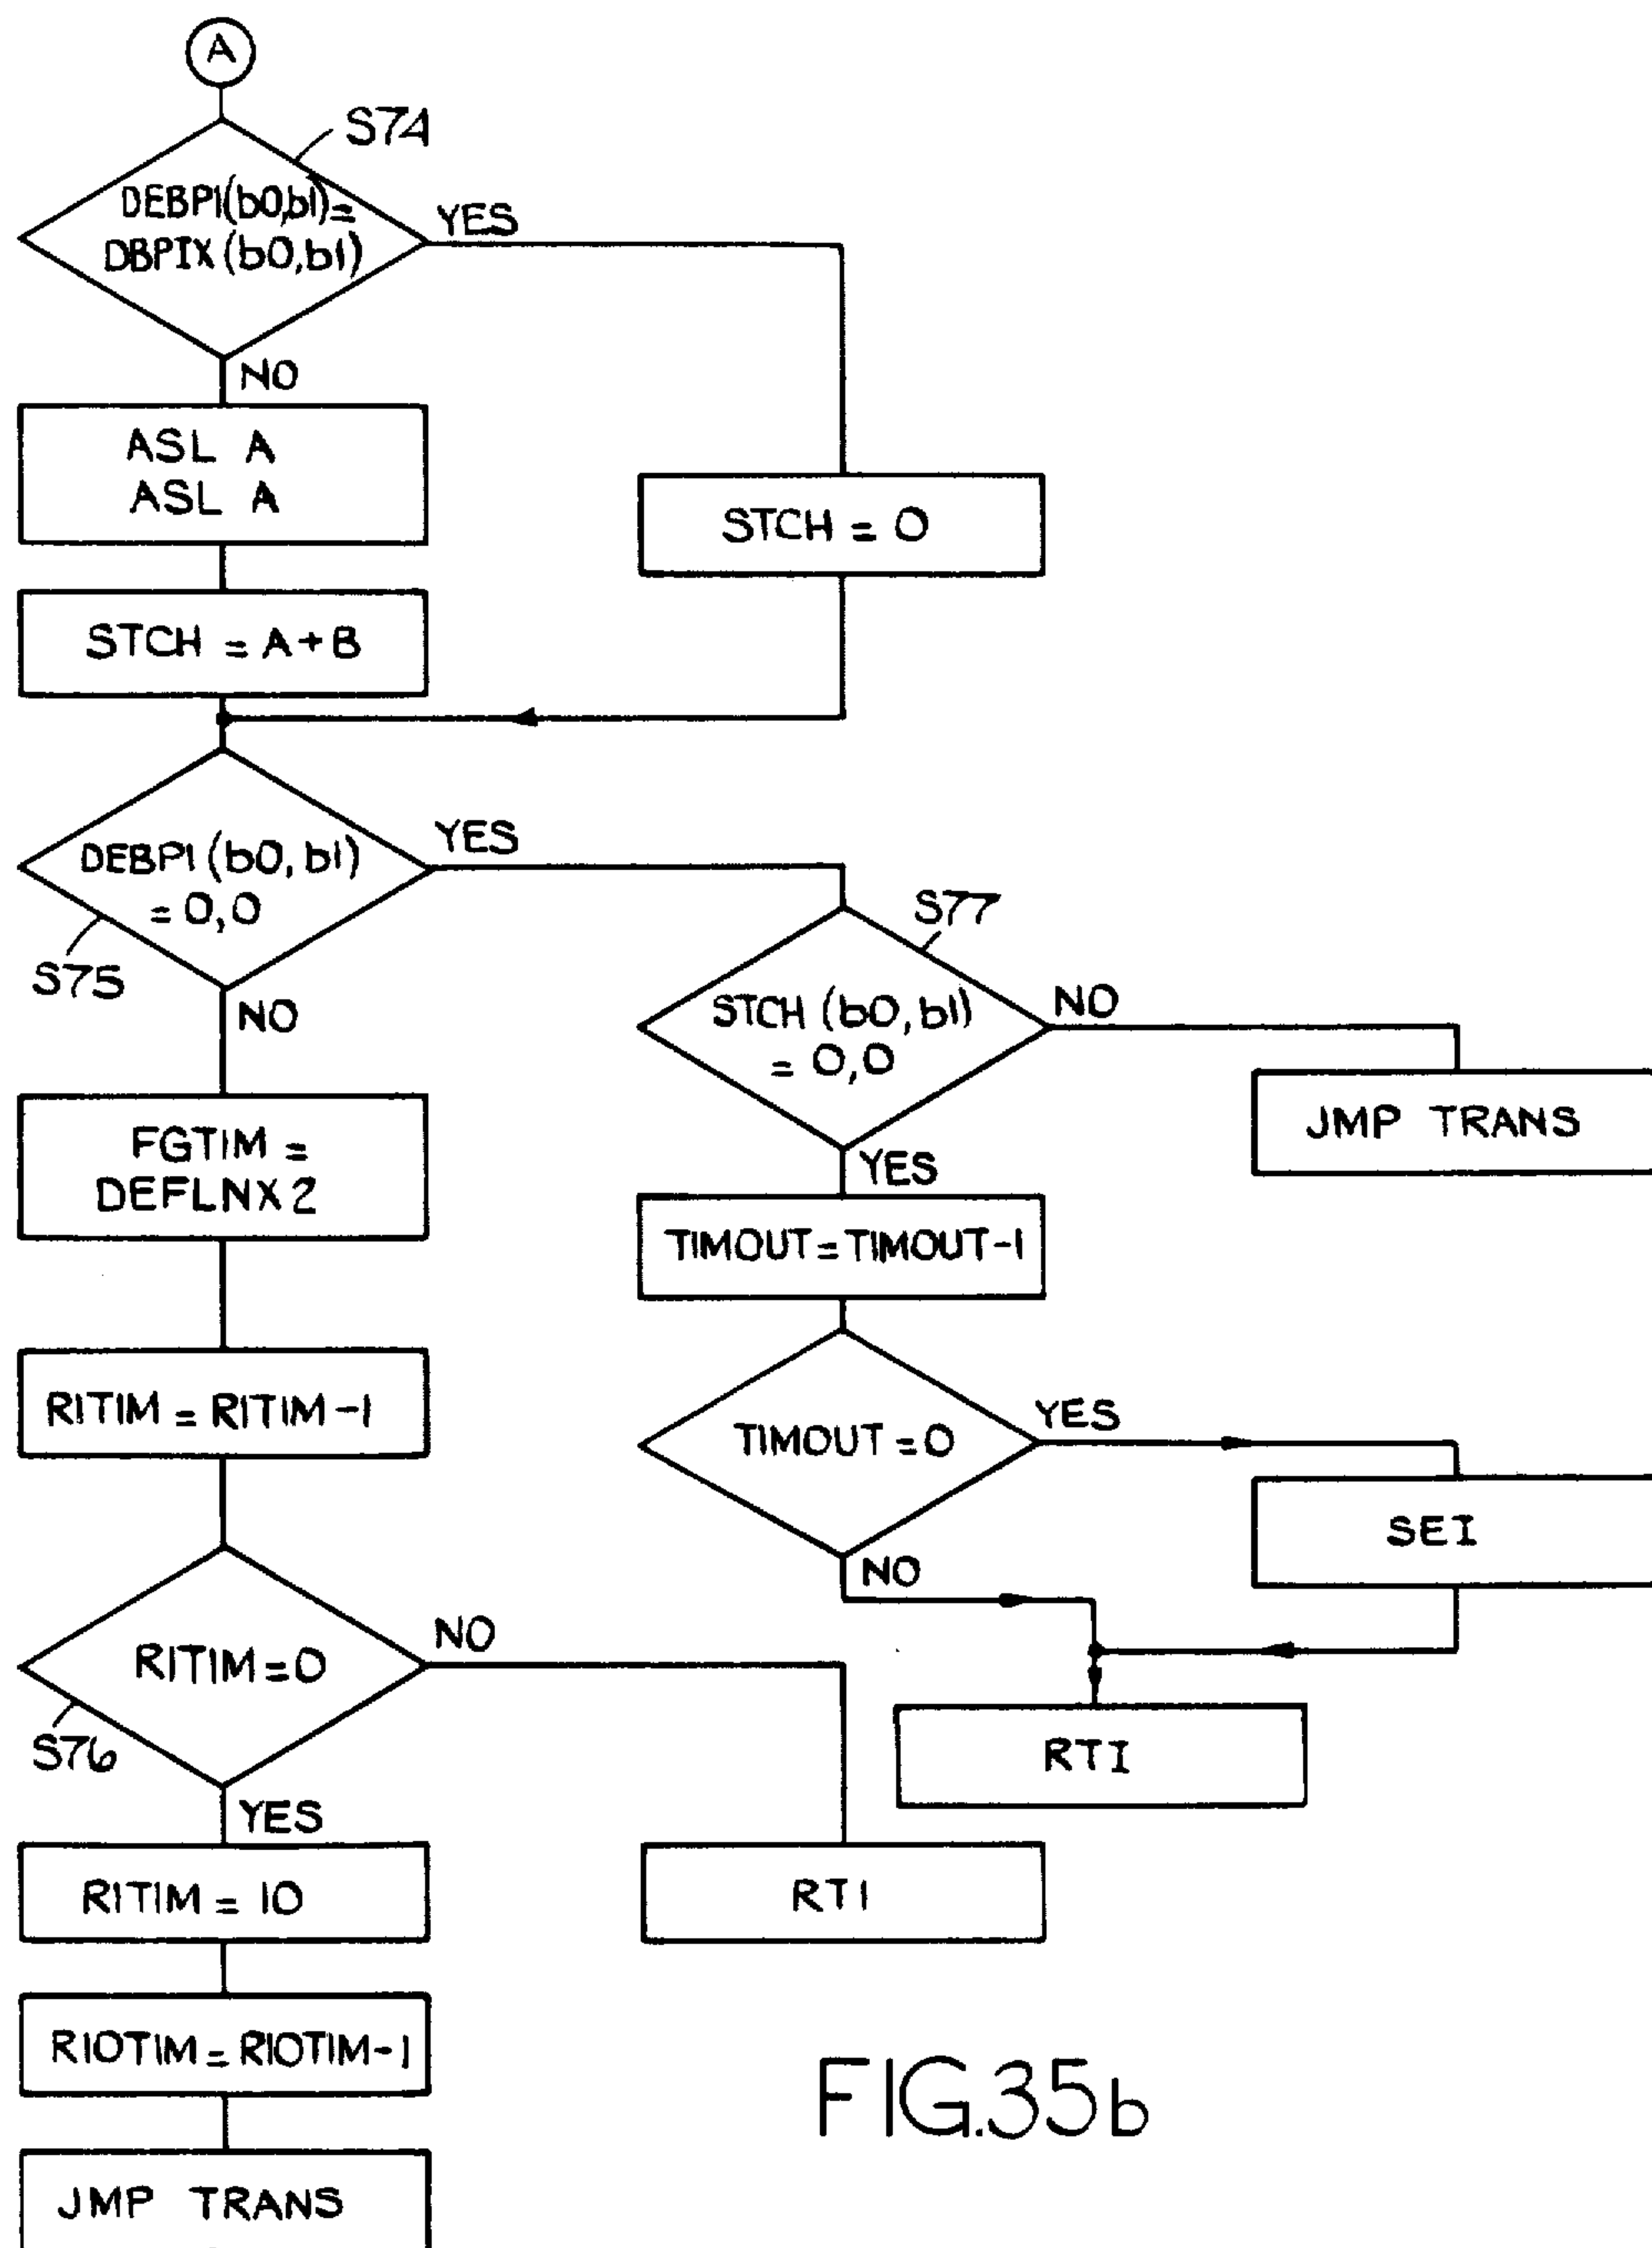 A
S74
DEBPI(b0,b1)=
DBPIX(b0,b1)
YES
NO
ASL A
ASL A
STCH = 0
STCH = A+B
DEBPI(b0,b1)
= 0,0
YES
S75
NO
S77
STCH (b0,b1)
= 0,0
NO
JMP TRANS
YES
FGTIM =
DEFLNX2
TIMOUT=TIMOUT-1
RITIM = RITIM-1
TIMOUT = 0
YES
SEI
NO
RITIM=0
NO
S76
RTI
YES
RITIM = 10
RTI
RIOTIM=RIOTIM-1
JMP TRANS
FIG.35b